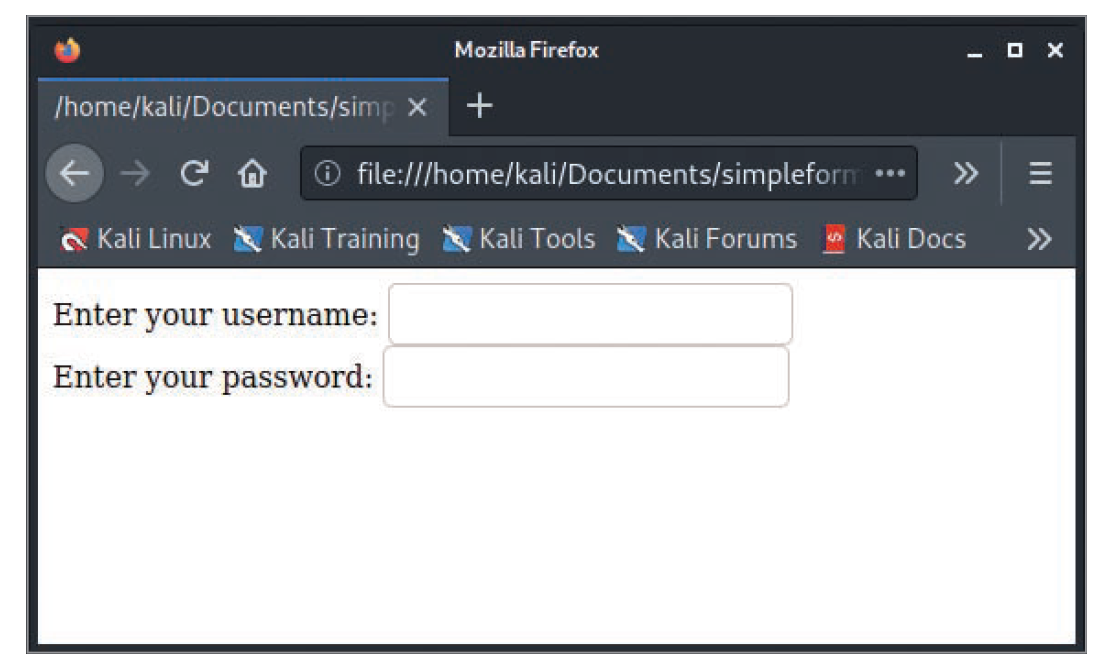 Mozilla Firefox
/home/kali/Documents/simp
file:///home/kali/Documents/simpleform
Kali Linux Kali Training Kali Tools Kali Forums Kali Docs
Enter your username:
Enter your password: